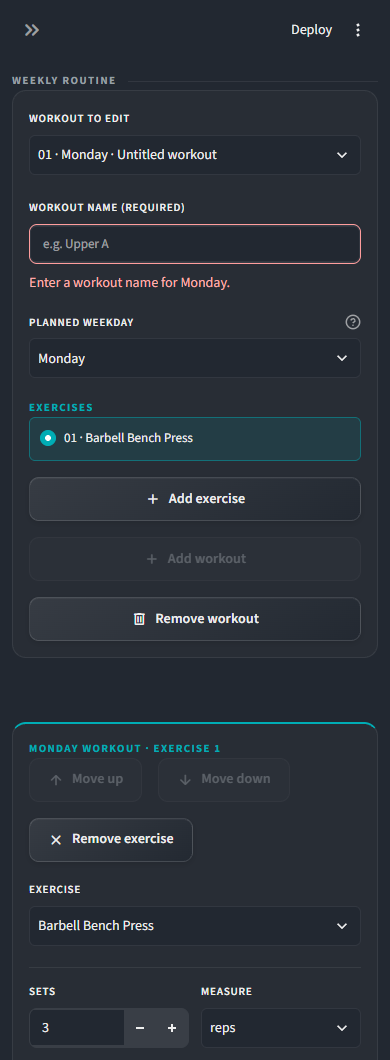 Deploy
WEEKLY ROUTINE
WORKOUT TO EDIT
01 · Monday · Untitled workout
WORKOUT NAME (REQUIRED)
e.g. Upper A
Enter a workout name for Monday.
PLANNED WEEKDAY
Monday
EXERCISES
01 · Barbell Bench Press
Add exercise
Add workout
Remove workout
MONDAY WORKOUT · EXERCISE 1
Move up Move down
Remove exercise
EXERCISE
Barbell Bench Press
SETS MEASURE
3 reps